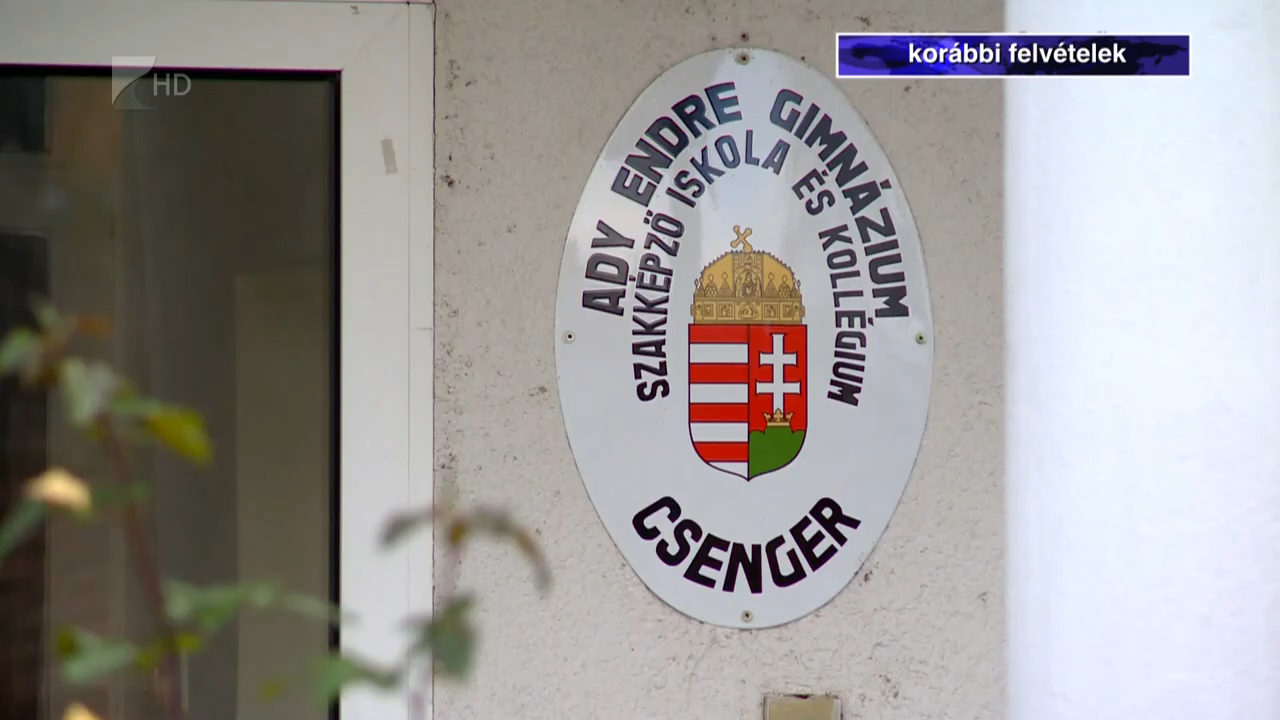 HD
korábbi felvételek
ADY ENDRE GIMNÁZIUM
SZAKKÉPZŐ ISKOLA ÉS KOLLÉGIUM
CSENGER